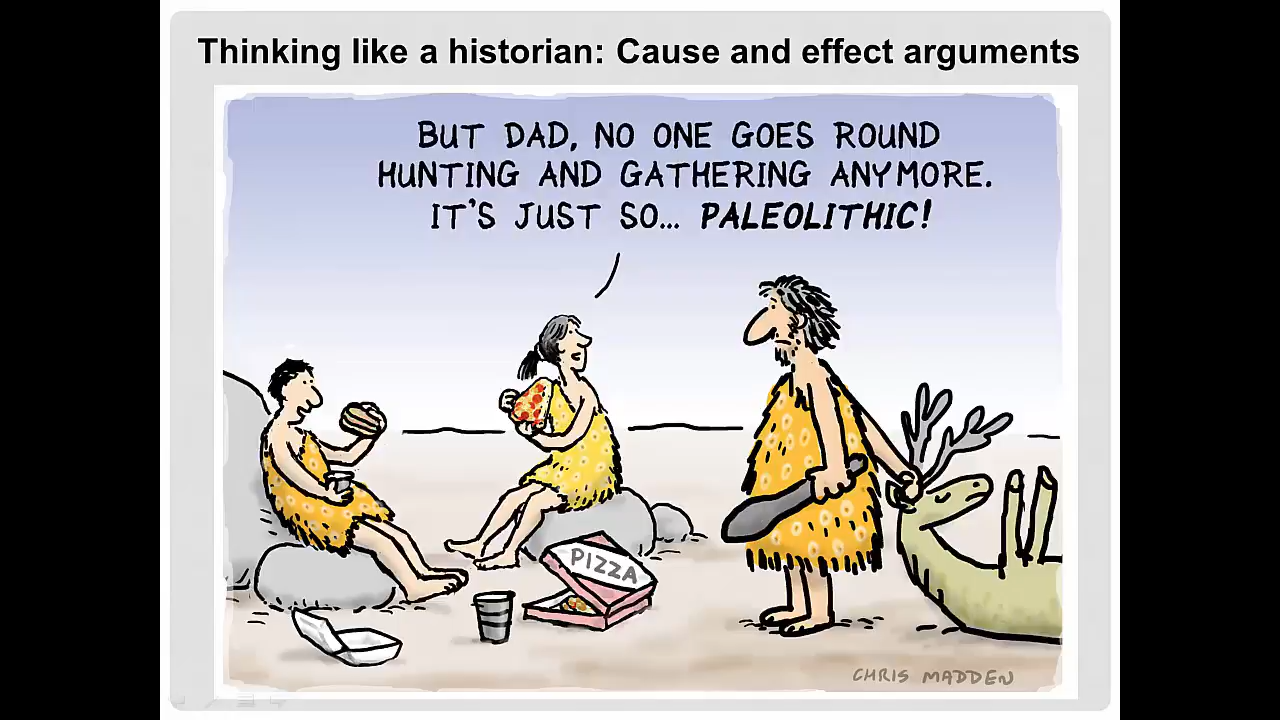 Thinking like a historian: Cause and effect arguments
BUT DAD, NO ONE GOES ROUND
HUNTING AND GATHERING ANYMORE.
IT'S JUST SO... PALEOLITHIC!
PIZZA
CHRIS MADDEN